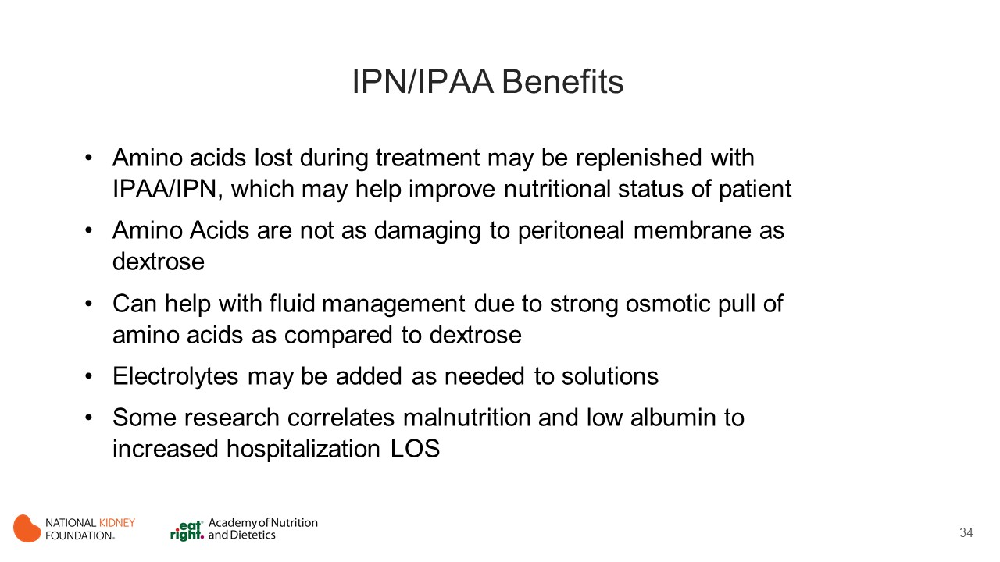 IPN/IPAA Benefits
• Amino acids lost during treatment may be replenished with
IPAA/IPN, which may help improve nutritional status of patient
• Amino Acids are not as damaging to peritoneal membrane as
dextrose
• Can help with fluid management due to strong osmotic pull of
amino acids as compared to dextrose
• Electrolytes may be added as needed to solutions
• Some research correlates malnutrition and low albumin to
increased hospitalization LOS
NATIONAL KIDNEY
FOUNDATION®
eat
right.
Academy of Nutrition
and Dietetics
34